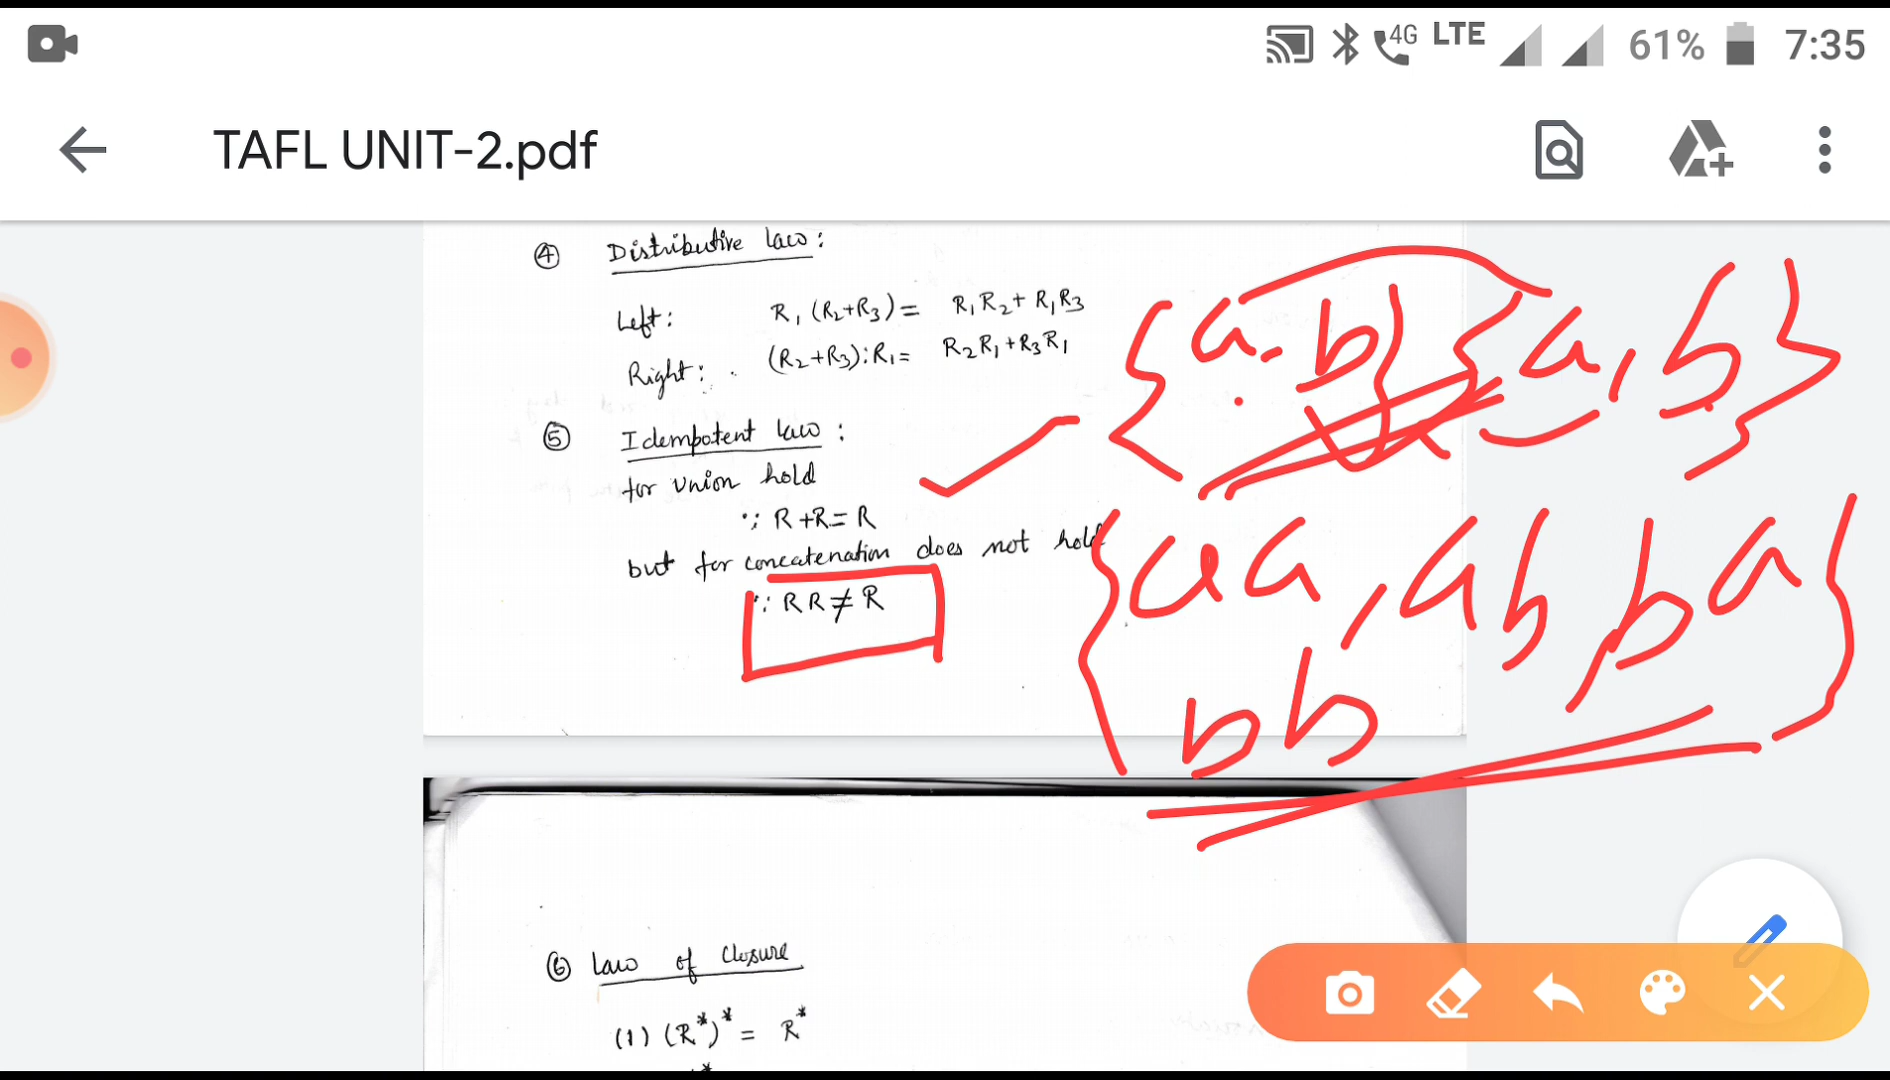 4G LTE 61% 7:35
TAFL UNIT-2.pdf
④ Distributive law:
Left: R₁(R₂+R₃) = R₁R₂ + R₁R₃
Right: (R₂+R₃)·R₁ = R₂R₁ + R₃R₁
{a, b} {a, b}
⑤ Idempotent law:
for union hold
∵ R + R = R
but for concatenation does not hold
∵ RR ≠ R
{aa, ab, ba
bb}
⑥ Law of Closure
(1) (R*)* = R*